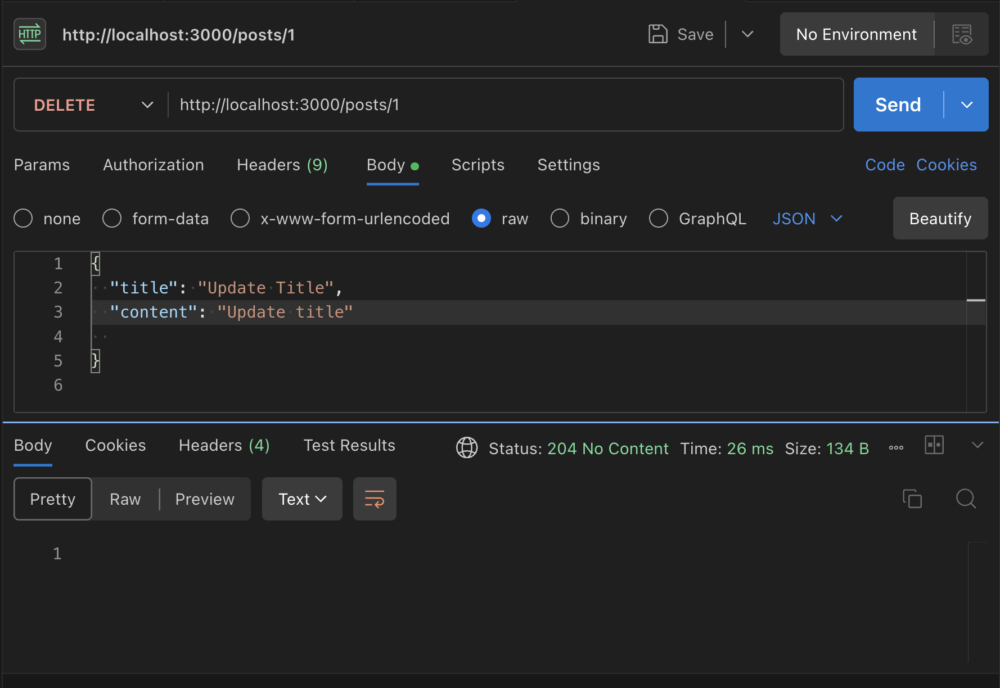 HTTP http://localhost:3000/posts/1 Save No Environment
DELETE http://localhost:3000/posts/1 Send
Params Authorization Headers (9) Body Scripts Settings Code Cookies
none form-data x-www-form-urlencoded raw binary GraphQL JSON Beautify
1 {
2 "title": "Update Title",
3 "content": "Update title"
4
5 }
6
Body Cookies Headers (4) Test Results Status: 204 No Content Time: 26 ms Size: 134 B
Pretty Raw Preview Text
1